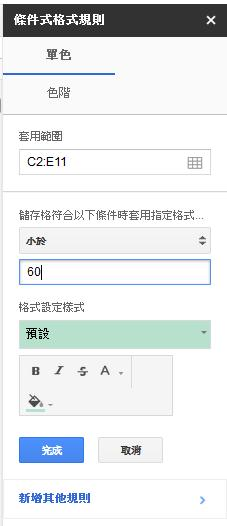 條件式格式規則
單色
色階
套用範圍
C2:E11
儲存格符合以下條件時套用指定格式...
小於
60
格式設定樣式
預設
B I S A
完成 取消
新增其他規則